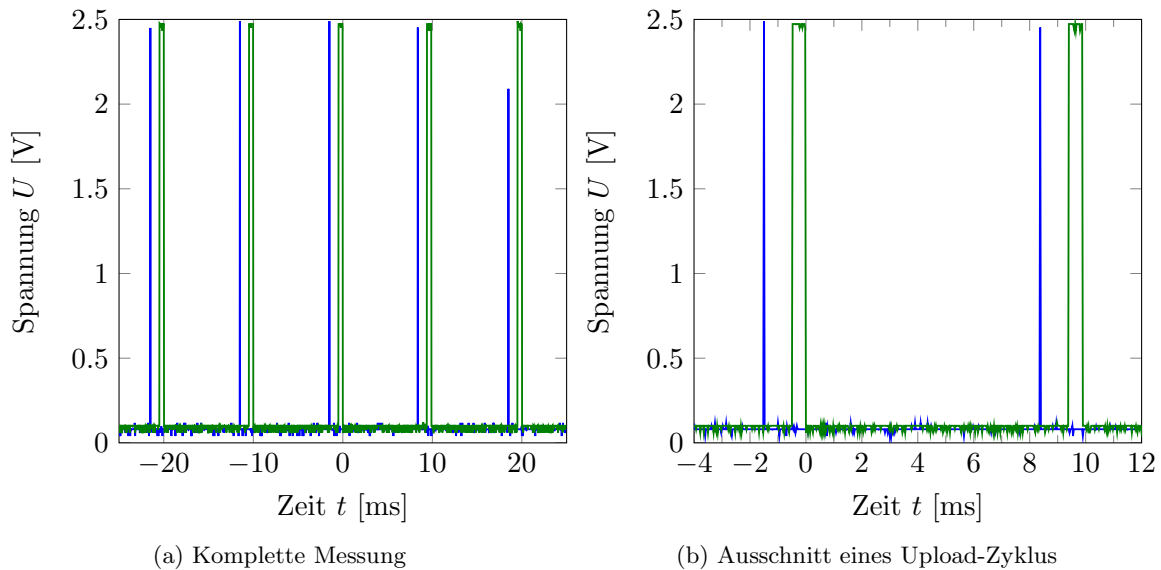 2.5
2
1.5
1
0.5
0
Spannung U [V]
−20 −10 0 10 20
Zeit t [ms]
(a) Komplette Messung
2.5
2
1.5
1
0.5
0
Spannung U [V]
−4 −2 0 2 4 6 8 10 12
Zeit t [ms]
(b) Ausschnitt eines Upload-Zyklus